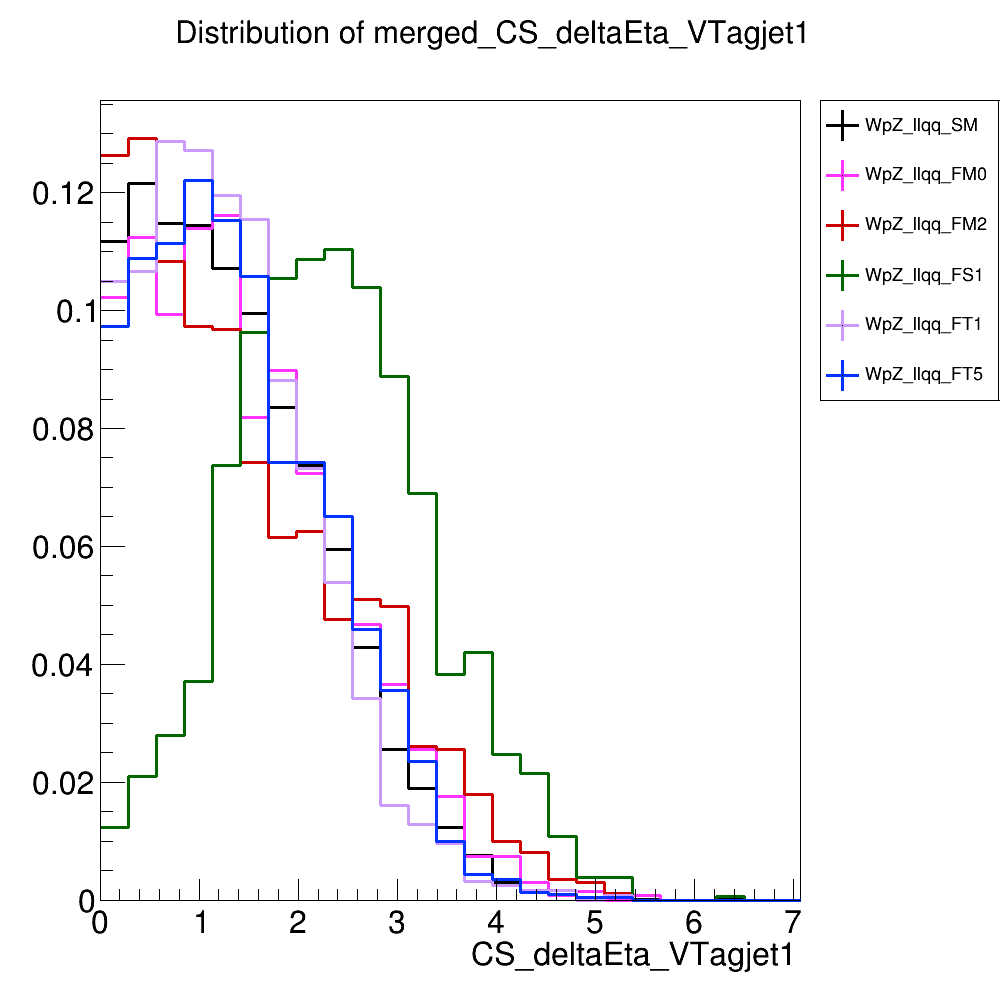 Distribution of merged_CS_deltaEta_VTagjet1
WpZ_llqq_SM
WpZ_llqq_FM0
WpZ_llqq_FM2
WpZ_llqq_FS1
WpZ_llqq_FT1
WpZ_llqq_FT5
0.12
0.1
0.08
0.06
0.04
0.02
0
0 1 2 3 4 5 6 7
CS_deltaEta_VTagjet1